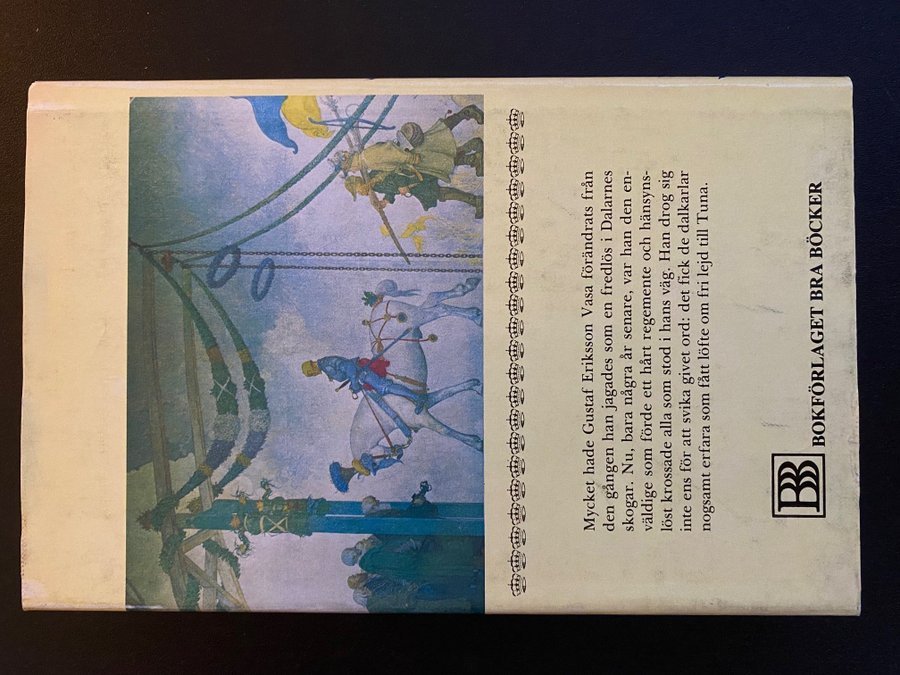 Mycket hade Gustaf Eriksson Vasa förändrats från
den gången han jagades som en fredlös i Dalarnes
skogar. Nu, bara några år senare, var han den en-
väldige som förde ett hårt regemente och hänsyns-
löst krossade alla som stod i hans väg. Han drog sig
inte ens för att svika givet ord: det fick de dalkarlar
nogsamt erfara som fått löfte om fri lejd till Tuna.
BB BOKFÖRLAGET BRA BÖCKER